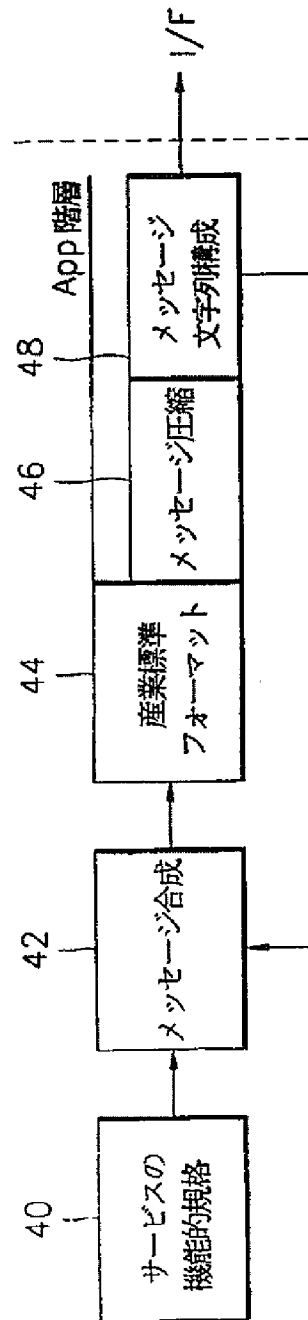 40
サービスの
機能的規格
42
メッセージ合成
44
産業標準
フォーマット
46
メッセージ圧縮
48
メッセージ
文字列構成
App 階層
I/F